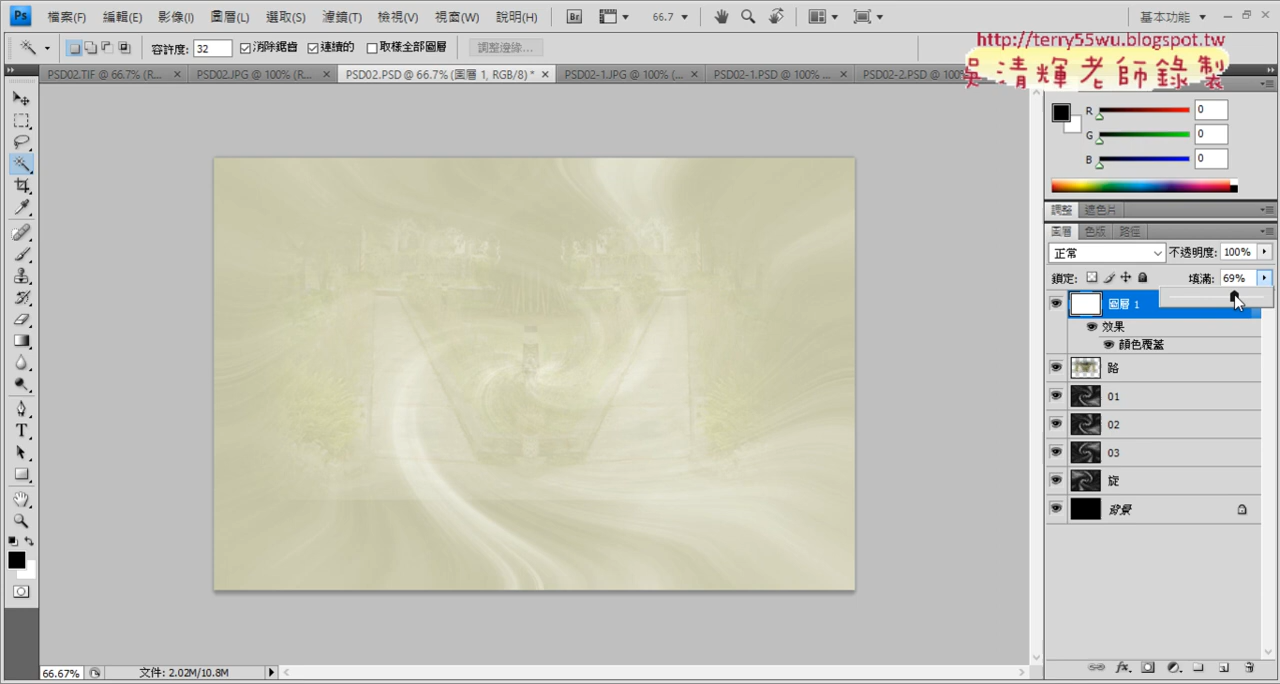 Ps 檔案(F) 編輯(E) 影像(I) 圖層(L) 選取(S) 濾鏡(T) 檢視(V) 視窗(W) 說明(H) Br 66.7 基本功能
容許度: 32 消除鋸齒 連續的 取樣全部圖層 調整邊緣...
http://terry55wu.blogspot.tw
吳清輝老師錄製
PSD02.TIF @ 66.7% (R... × PSD02.JPG @ 100% (R... × PSD02.PSD @ 66.7% (圖層 1, RGB/8) * × PSD02-1.JPG @ 100% (... × PSD02-1.PSD @ 100% ... × PSD02-2.PSD @ 100%
R 0
G 0
B 0
調整 遮色片
圖層 色版 路徑
正常 不透明度: 100%
鎖定: 填滿: 69%
圖層 1
效果
顏色覆蓋
路
01
02
03
旋
背景
T
66.67% 文件: 2.02M/10.8M
fx